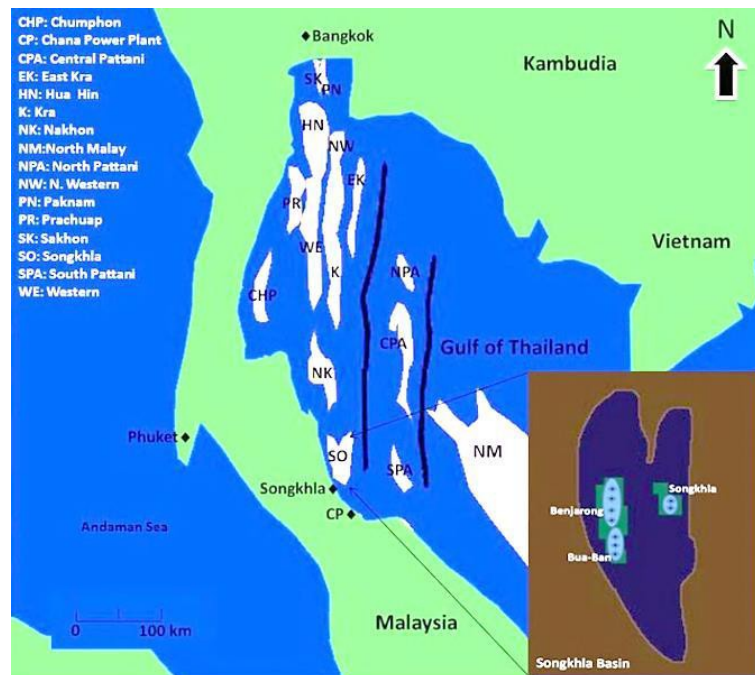 CHP: Chumphon
CP: Chana Power Plant
CPA: Central Pattani
EK: East Kra
HN: Hua Hin
K: Kra
NK: Nakhon
NM:North Malay
NPA: North Pattani
NW: N. Western
PN: Paknam
PR: Prachuap
SK: Sakhon
SO: Songkhla
SPA: South Pattani
WE: Western
Bangkok
N
Kambudia
SK
PN
HN
NW
EK
PR
Vietnam
WE
K
NPA
CHP
CPA
Gulf of Thailand
NK
Phuket
SO
SPA
NM
Songkhla
CP
Andaman Sea
0 100 km
Malaysia
Songkhla
Benjarong
Bua-Ban
Songkhla Basin